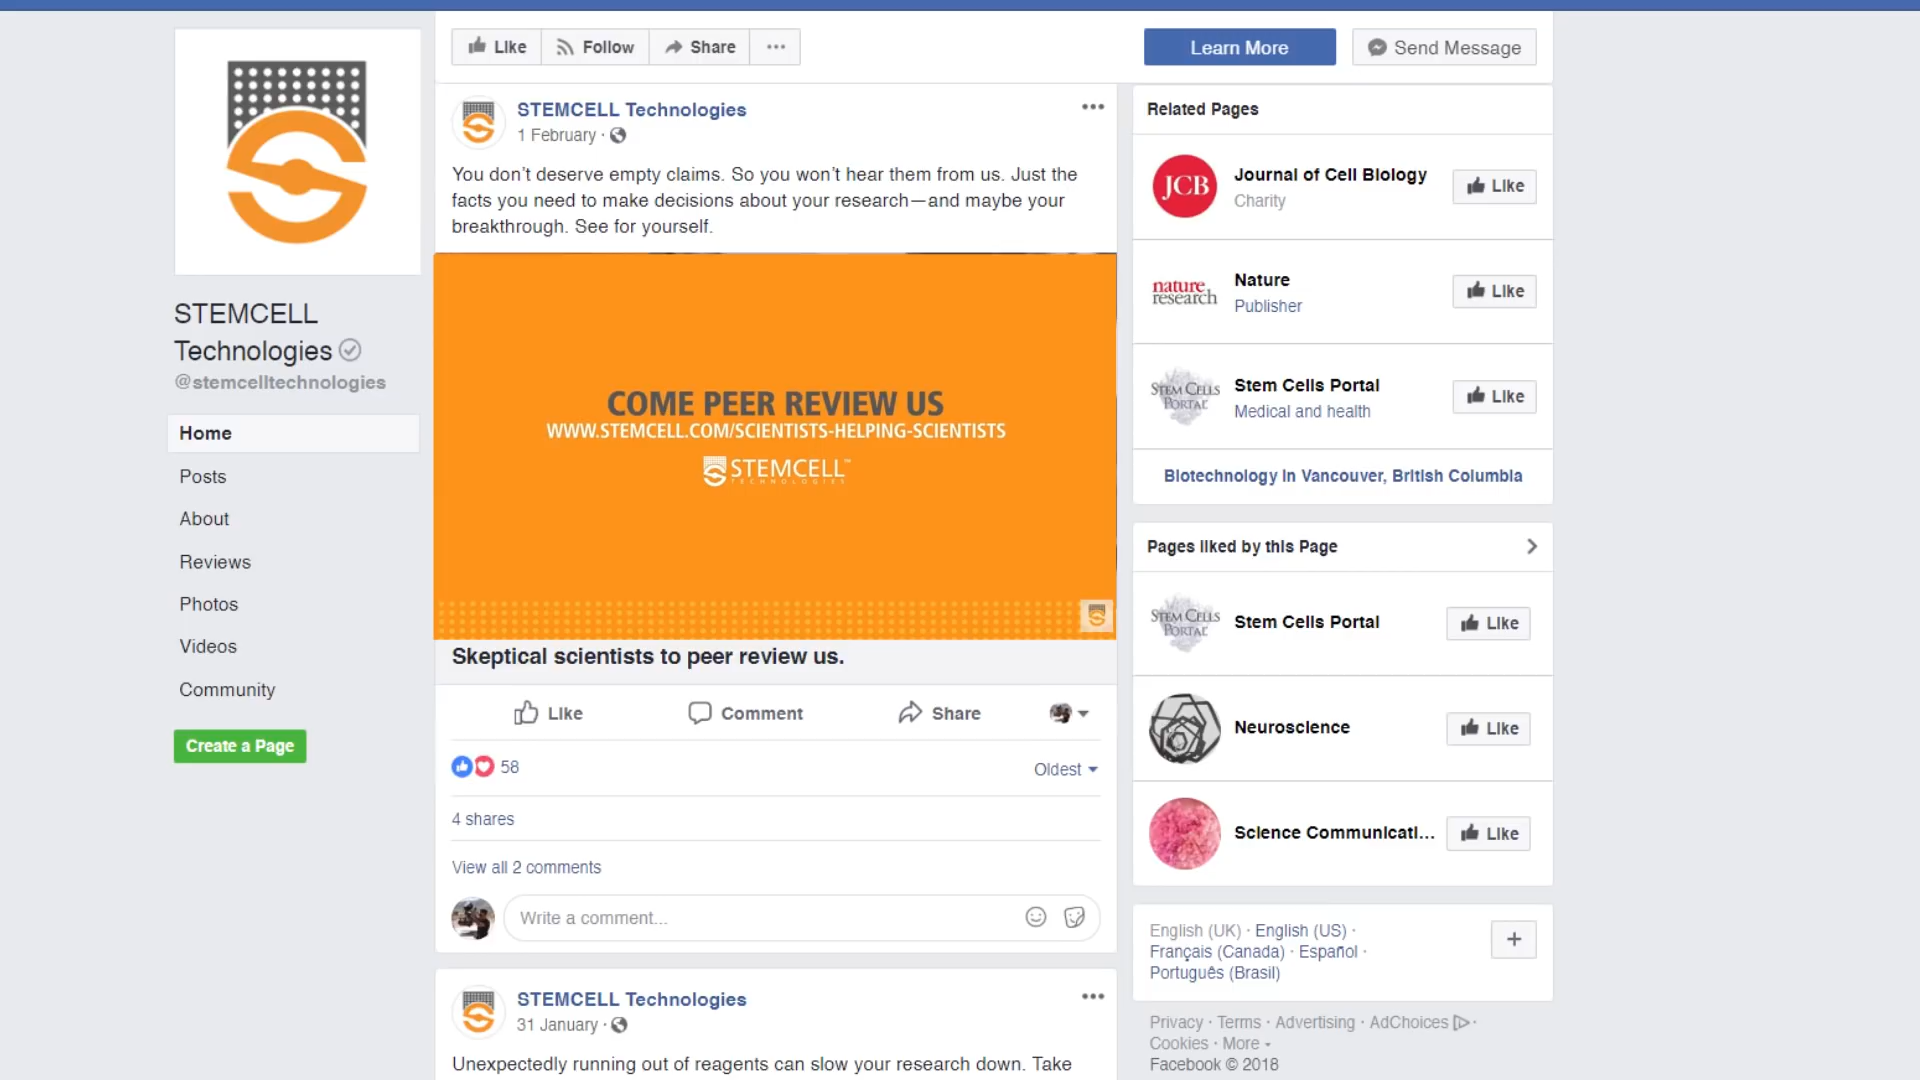 Like
Follow
Share
Learn More
Send Message
STEMCELL
Technologies
@stemcelltechnologies
Home
Posts
About
Reviews
Photos
Videos
Community
Create a Page
STEMCELL Technologies
1 February ·
You don’t deserve empty claims. So you won’t hear them from us. Just the
facts you need to make decisions about your research—and maybe your
breakthrough. See for yourself.
COME PEER REVIEW US
WWW.STEMCELL.COM/SCIENTISTS-HELPING-SCIENTISTS
STEMCELL™
TECHNOLOGIES
Skeptical scientists to peer review us.
Like
Comment
Share
58
Oldest
4 shares
View all 2 comments
Write a comment...
STEMCELL Technologies
31 January ·
Unexpectedly running out of reagents can slow your research down. Take
Related Pages
JCB
Journal of Cell Biology
Charity
Like
nature
research
Nature
Publisher
Like
STEM CELLS
PORTAL
Stem Cells Portal
Medical and health
Like
Biotechnology in Vancouver, British Columbia
Pages liked by this Page
STEM CELLS
PORTAL
Stem Cells Portal
Like
Neuroscience
Like
Science Communicati...
Like
English (UK) · English (US) ·
Français (Canada) · Español ·
Português (Brasil)
Privacy · Terms · Advertising · AdChoices ·
Cookies · More
Facebook © 2018